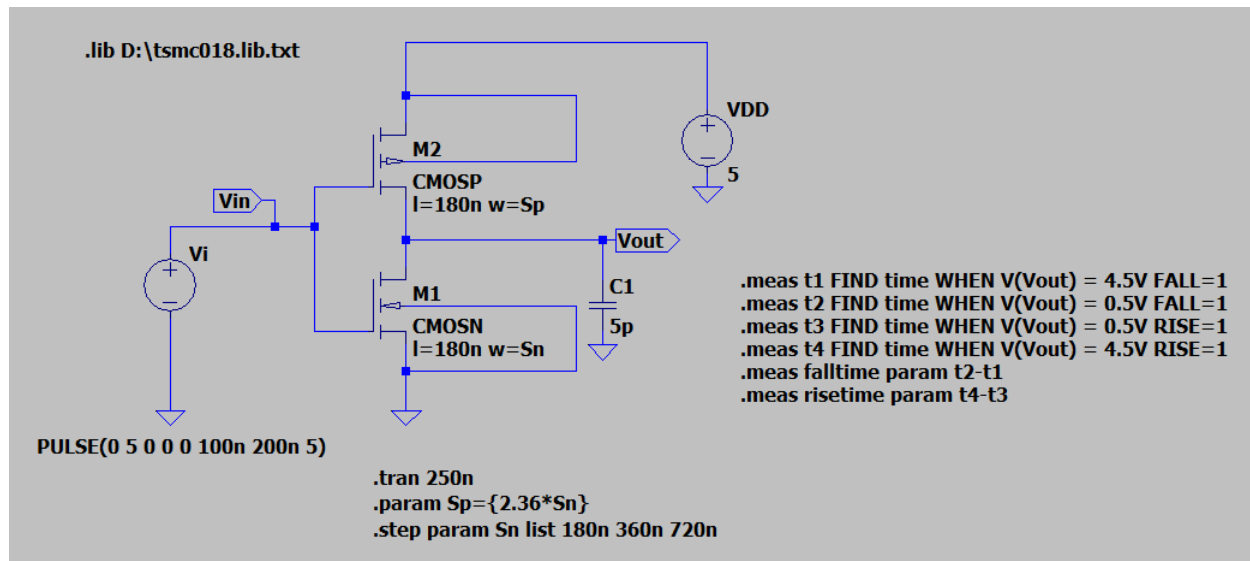 .lib D:\tsmc018.lib.txt
VDD
+
−
5
M2
CMOSP
l=180n w=Sp
Vin
Vout
Vi
+
−
M1
CMOSN
l=180n w=Sn
C1
5p
.meas t1 FIND time WHEN V(Vout) = 4.5V FALL=1
.meas t2 FIND time WHEN V(Vout) = 0.5V FALL=1
.meas t3 FIND time WHEN V(Vout) = 0.5V RISE=1
.meas t4 FIND time WHEN V(Vout) = 4.5V RISE=1
.meas falltime param t2-t1
.meas risetime param t4-t3
PULSE(0 5 0 0 0 100n 200n 5)
.tran 250n
.param Sp={2.36*Sn}
.step param Sn list 180n 360n 720n